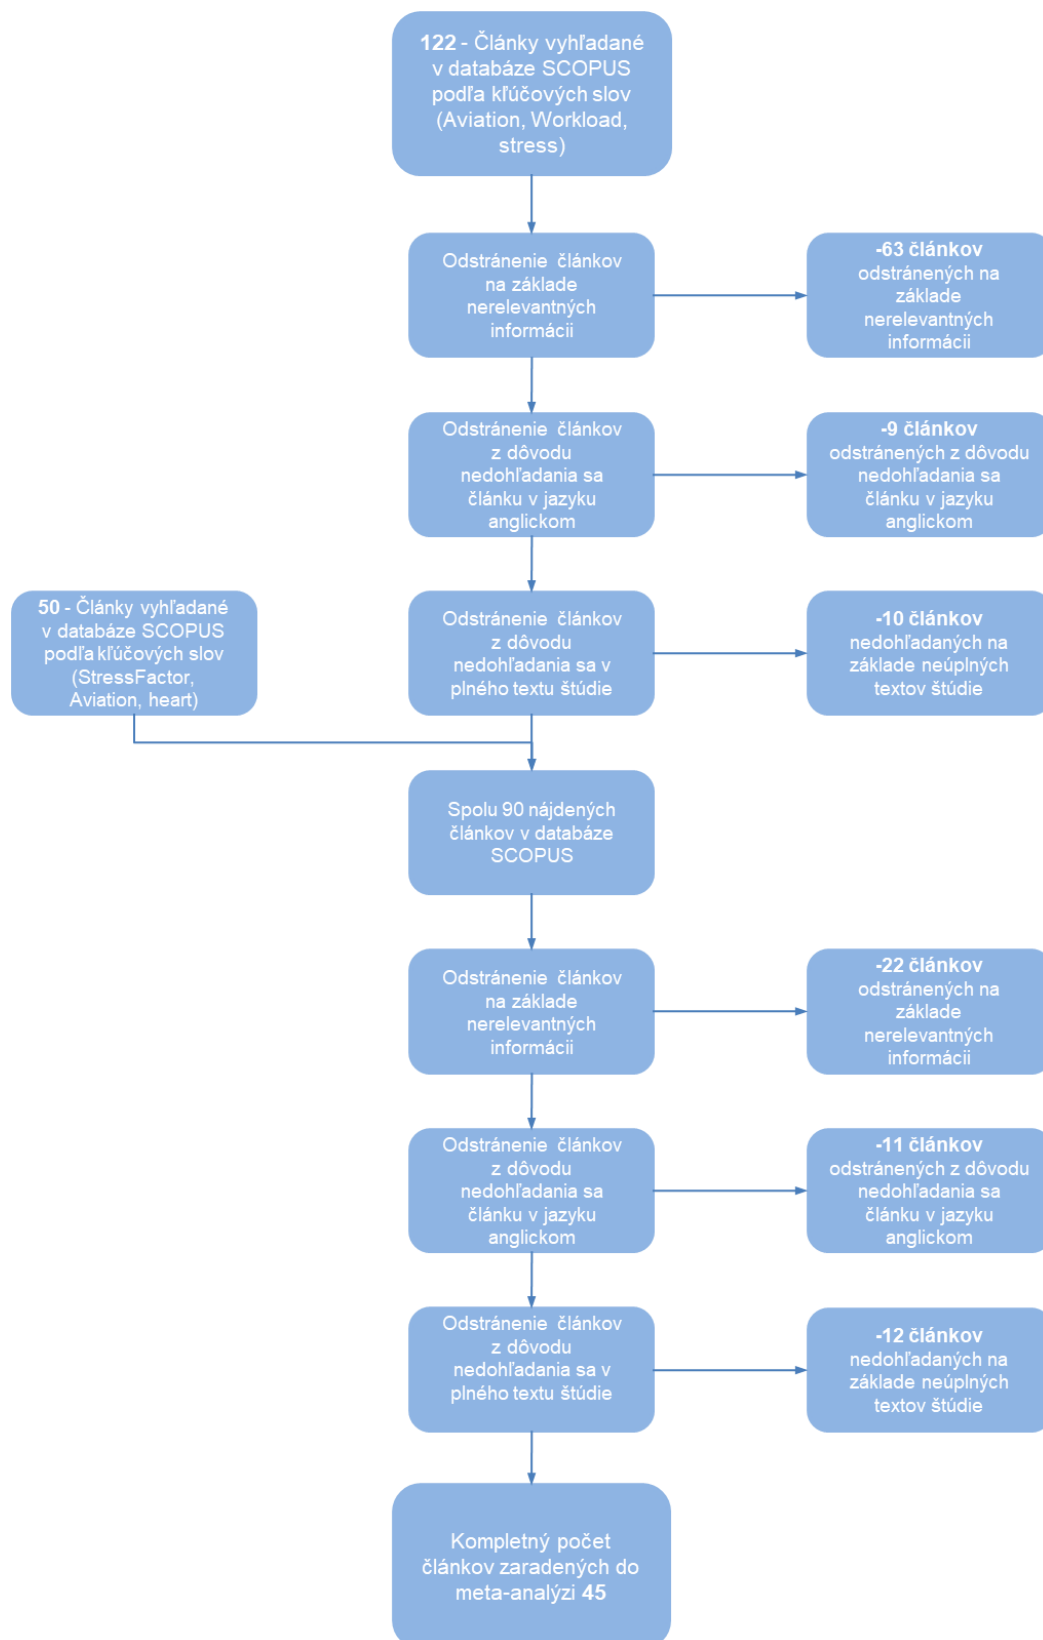 122 - Články vyhľadané
v databáze SCOPUS
podľa kľúčových slov
(Aviation, Workload,
stress)
Odstránenie článkov
na základe
nerelevantných
informácii
-63 článkov
odstránených na
základe
nerelevantných
informácii
Odstránenie článkov
z dôvodu
nedohľadania sa
článku v jazyku
anglickom
-9 článkov
odstránených z dôvodu
nedohľadania sa
článku v jazyku
anglickom
50 - Články vyhľadané
v databáze SCOPUS
podľa kľúčových slov
(StressFactor,
Aviation, heart)
Odstránenie článkov
z dôvodu
nedohľadania sa v
plného textu štúdie
-10 článkov
nedohľadaných na
základe neúplných
textov štúdie
Spolu 90 nájdených
článkov v databáze
SCOPUS
Odstránenie článkov
na základe
nerelevantných
informácii
-22 článkov
odstránených na
základe
nerelevantných
informácii
Odstránenie článkov
z dôvodu
nedohľadania sa
článku v jazyku
anglickom
-11 článkov
odstránených z dôvodu
nedohľadania sa
článku v jazyku
anglickom
Odstránenie článkov
z dôvodu
nedohľadania sa v
plného textu štúdie
-12 článkov
nedohľadaných na
základe neúplných
textov štúdie
Kompletný počet
článkov zaradených do
meta-analýzi 45